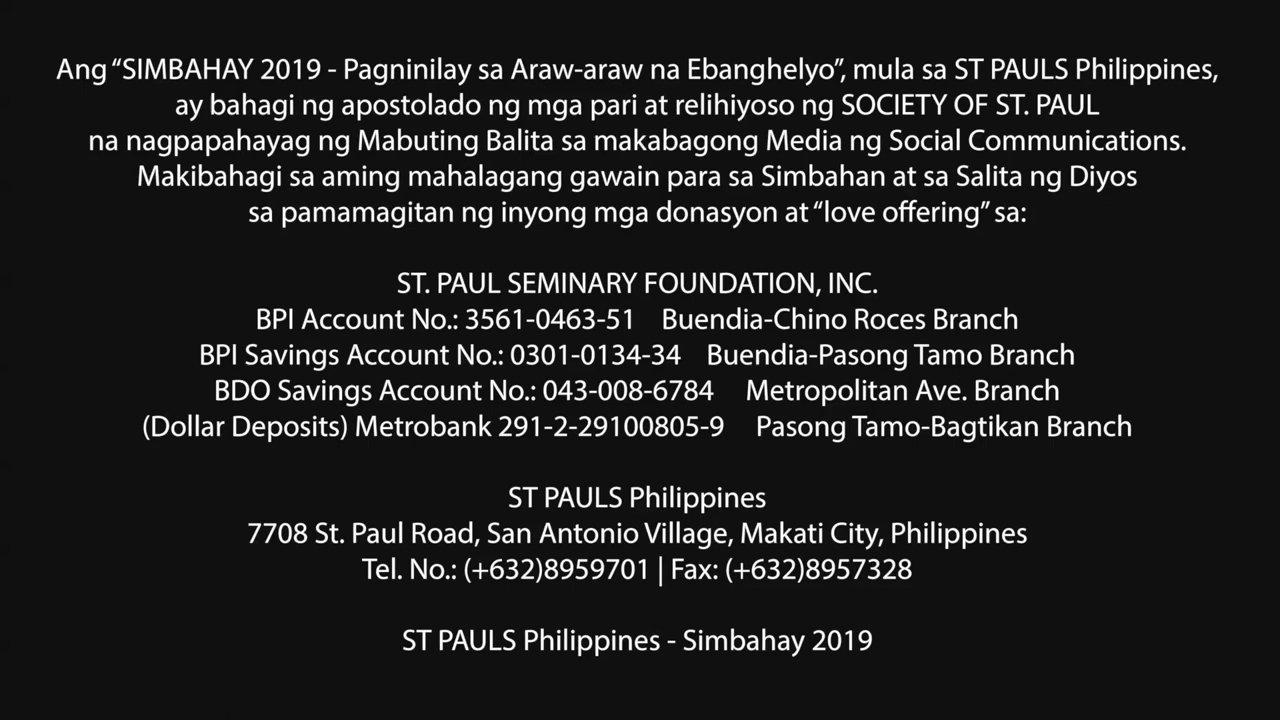 Ang “SIMBAHAY 2019 - Pagninilay sa Araw-araw na Ebanghelyo”, mula sa ST PAULS Philippines,
ay bahagi ng apostolado ng mga pari at relihiyoso ng SOCIETY OF ST. PAUL
na nagpapahayag ng Mabuting Balita sa makabagong Media ng Social Communications.
Makibahagi sa aming mahalagang gawain para sa Simbahan at sa Salita ng Diyos
sa pamamagitan ng inyong mga donasyon at “love offering” sa:
ST. PAUL SEMINARY FOUNDATION, INC.
BPI Account No.: 3561-0463-51 Buendia-Chino Roces Branch
BPI Savings Account No.: 0301-0134-34 Buendia-Pasong Tamo Branch
BDO Savings Account No.: 043-008-6784 Metropolitan Ave. Branch
(Dollar Deposits) Metrobank 291-2-29100805-9 Pasong Tamo-Bagtikan Branch
ST PAULS Philippines
7708 St. Paul Road, San Antonio Village, Makati City, Philippines
Tel. No.: (+632)8959701 | Fax: (+632)8957328
ST PAULS Philippines - Simbahay 2019